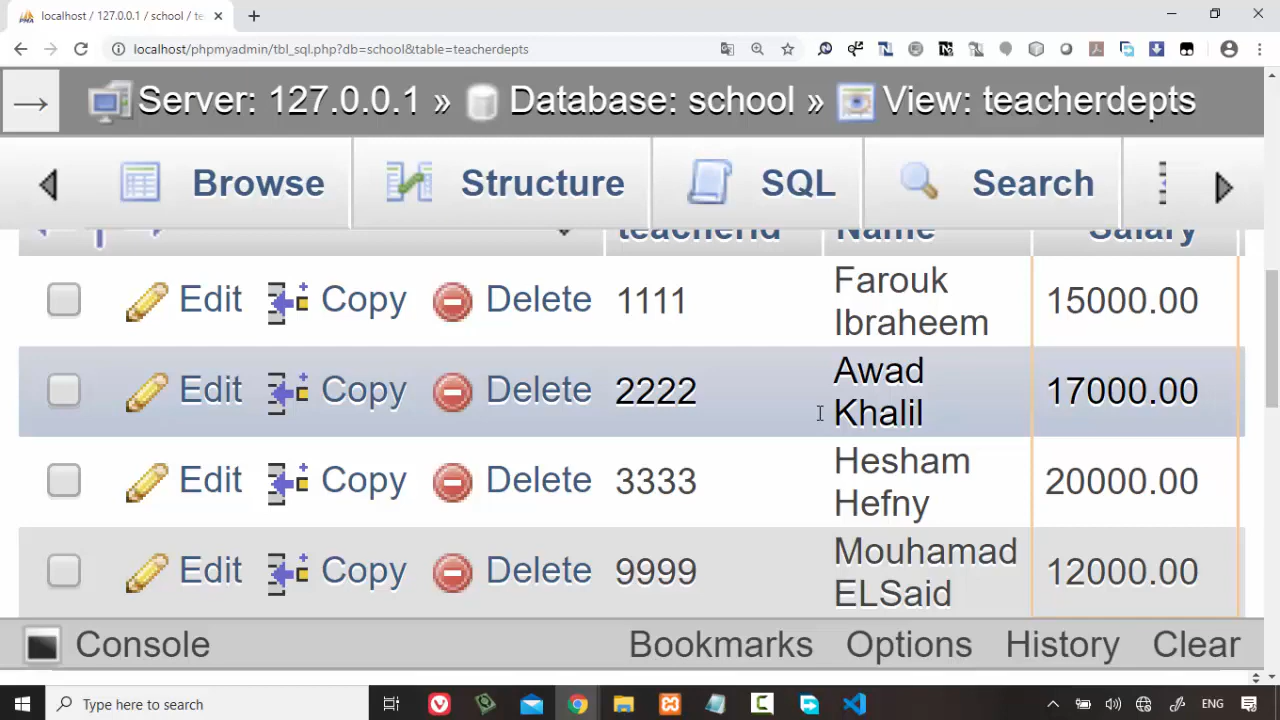 localhost / 127.0.0.1 / school / te
localhost/phpmyadmin/tbl_sql.php?db=school&table=teacherdepts
Server: 127.0.0.1 » Database: school » View: teacherdepts
Browse Structure SQL Search
teacherId Name Salary
Edit Copy Delete 1111 Farouk Ibraheem 15000.00
Edit Copy Delete 2222 Awad Khalil 17000.00
Edit Copy Delete 3333 Hesham Hefny 20000.00
Edit Copy Delete 9999 Mouhamad ELSaid 12000.00
Console Bookmarks Options History Clear
Type here to search ENG